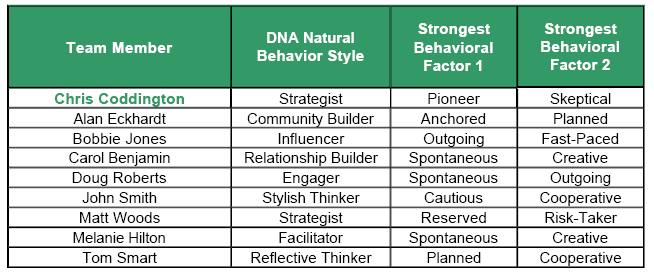 Team Member DNA Natural Behavior Style Strongest Behavioral Factor 1 Strongest Behavioral Factor 2
Chris Coddington Strategist Pioneer Skeptical
Alan Eckhardt Community Builder Anchored Planned
Bobbie Jones Influencer Outgoing Fast-Paced
Carol Benjamin Relationship Builder Spontaneous Creative
Doug Roberts Engager Spontaneous Outgoing
John Smith Stylish Thinker Cautious Cooperative
Matt Woods Strategist Reserved Risk-Taker
Melanie Hilton Facilitator Spontaneous Creative
Tom Smart Reflective Thinker Planned Cooperative